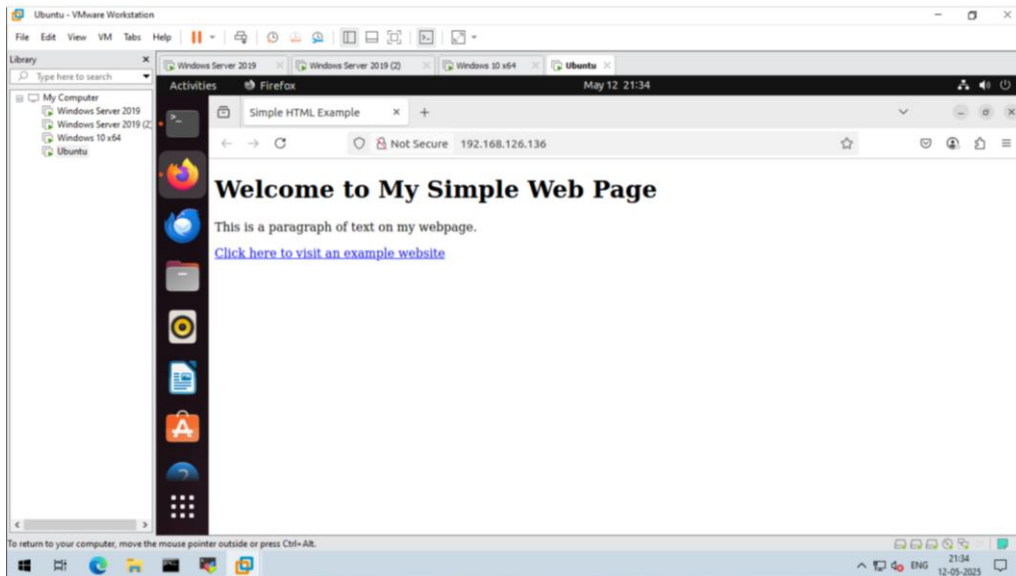 Ubuntu - VMware Workstation
File Edit View VM Tabs Help
Library
Type here to search
My Computer
Windows Server 2019
Windows Server 2019 (2)
Windows 10 x64
Ubuntu
Windows Server 2019
Windows Server 2019 (2)
Windows 10 x64
Ubuntu
Activities
Firefox
May 12 21:34
Simple HTML Example
Not Secure 192.168.126.136
Welcome to My Simple Web Page
This is a paragraph of text on my webpage.
Click here to visit an example website
To return to your computer, move the mouse pointer outside or press Ctrl+Alt.
ENG
21:34
12-05-2025